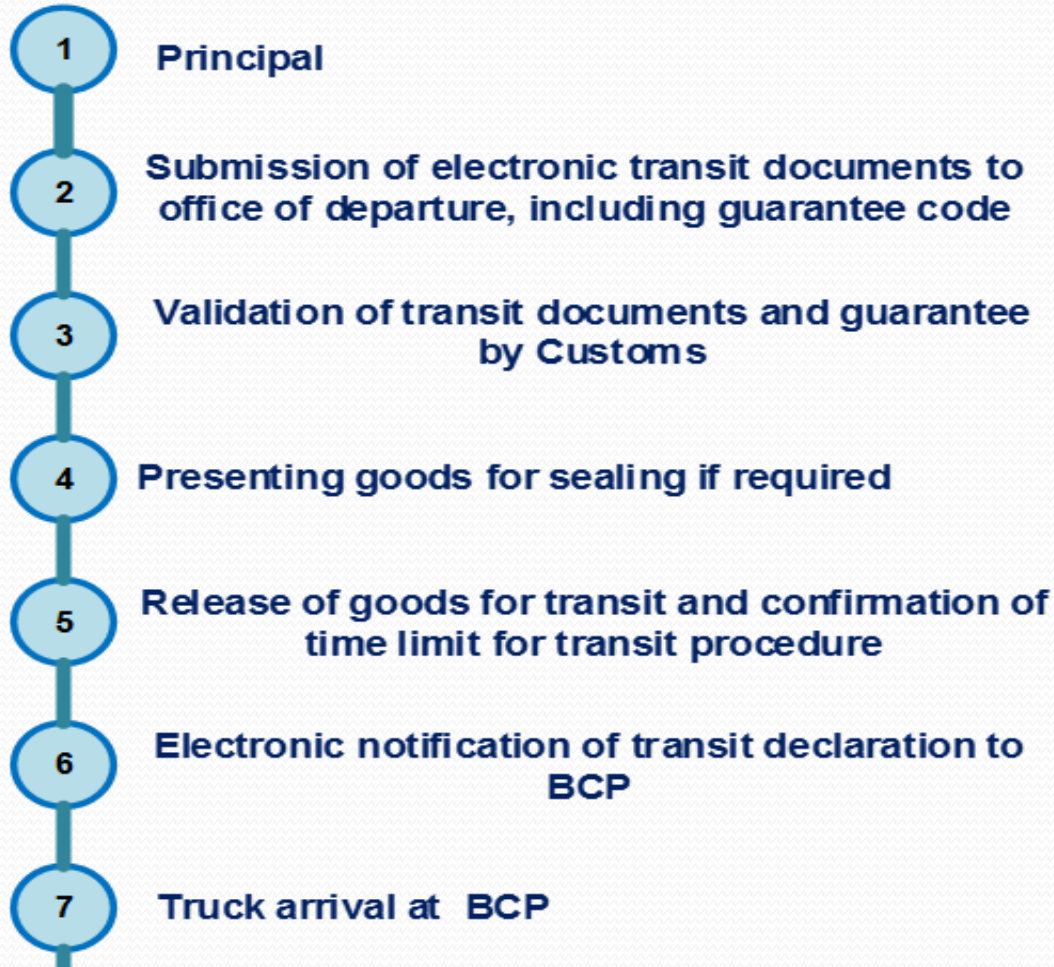 1
Principal
2
Submission of electronic transit documents to
office of departure, including guarantee code
3
Validation of transit documents and guarantee
by Customs
4
Presenting goods for sealing if required
5
Release of goods for transit and confirmation of
time limit for transit procedure
6
Electronic notification of transit declaration to
BCP
7
Truck arrival at BCP